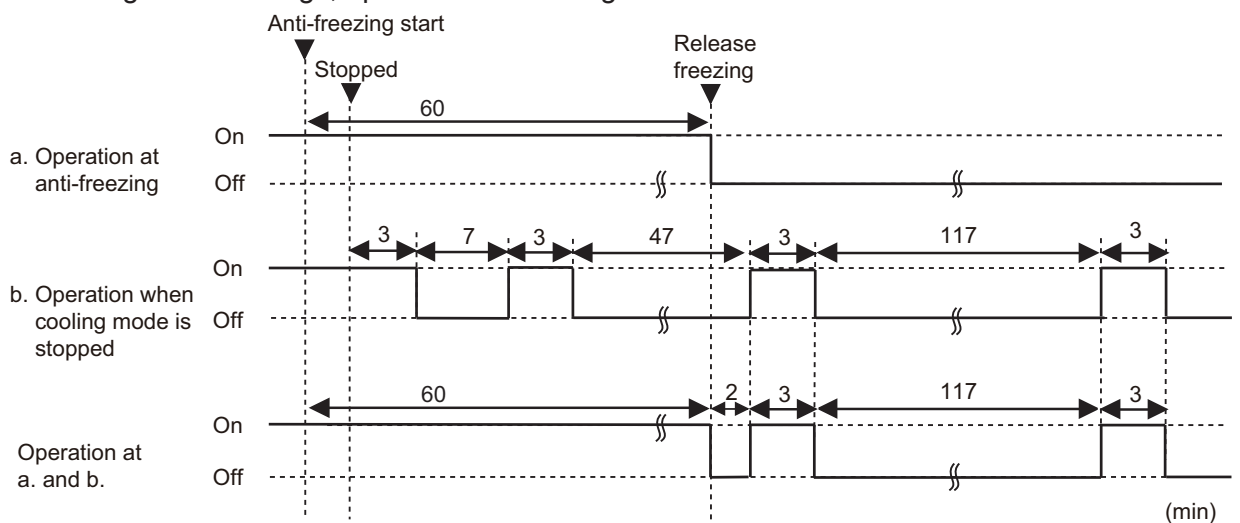 Anti-freezing start
Release
freezing
Stopped
60
On
a. Operation at
anti-freezing
Off
3 7 3 47 3 117 3
On
b. Operation when
cooling mode is
stopped
Off
60 2 3 117 3
On
Operation at
a. and b.
Off
(min)